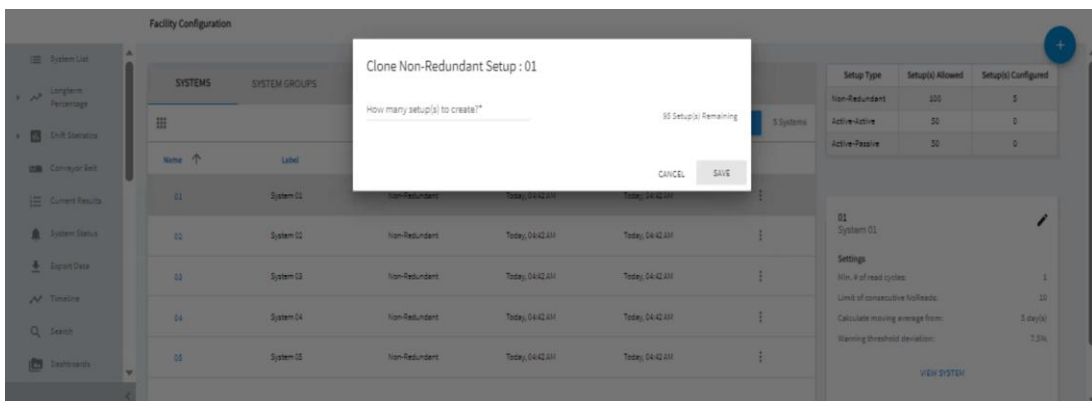 Facility Configuration
System List
Longterm
Percentage
Shift Statistics
Conveyor Belt
Current Results
System Status
Export Data
Timeline
Search
Dashboards
SYSTEMS
SYSTEM GROUPS
5 Systems
Name
Label
01
System 01
Non-Redundant
Today, 04:42 AM
Today, 04:42 AM
02
System 02
Non-Redundant
Today, 04:42 AM
Today, 04:42 AM
03
System 03
Non-Redundant
Today, 04:42 AM
Today, 04:42 AM
04
System 04
Non-Redundant
Today, 04:42 AM
Today, 04:42 AM
05
System 05
Non-Redundant
Today, 04:42 AM
Today, 04:42 AM
Clone Non-Redundant Setup : 01
How many setup(s) to create?*
95 Setup(s) Remaining
CANCEL
SAVE
Setup Type
Setup(s) Allowed
Setup(s) Configured
Non-Redundant
100
5
Active-Active
50
0
Active-Passive
50
0
01
System 01
Settings
Min. # of read cycles:
1
Limit of consecutive NoReads:
10
Calculate moving average from:
5 day(s)
Warning threshold deviation:
7.5%
VIEW SYSTEM